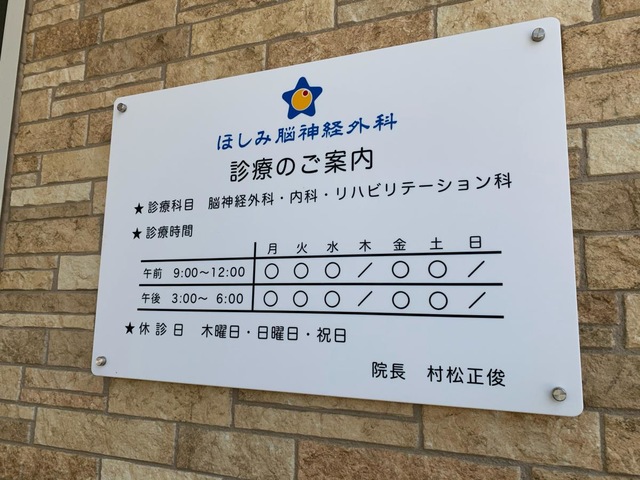 ほしみ脳神経外科
診療のご案内
★診療科目 脳神経外科・内科・リハビリテーション科
★診療時間
月 火 水 木 金 土 日
午前 9:00〜12:00 ○ ○ ○ ／ ○ ○ ／
午後 3:00〜 6:00 ○ ○ ○ ／ ○ ○ ／
★休診日 木曜日・日曜日・祝日
院長 村松正俊